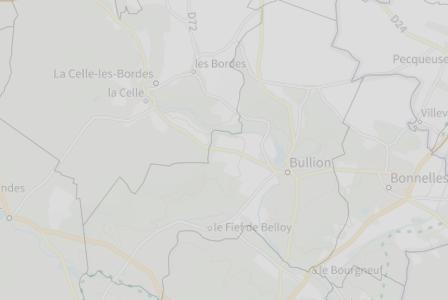 D72
D24
les Bordes
Pecqueuse
La Celle-les-Bordes
la Celle
Bullion
Bonnelles
le Fief de Belloy
le Bourgneuf